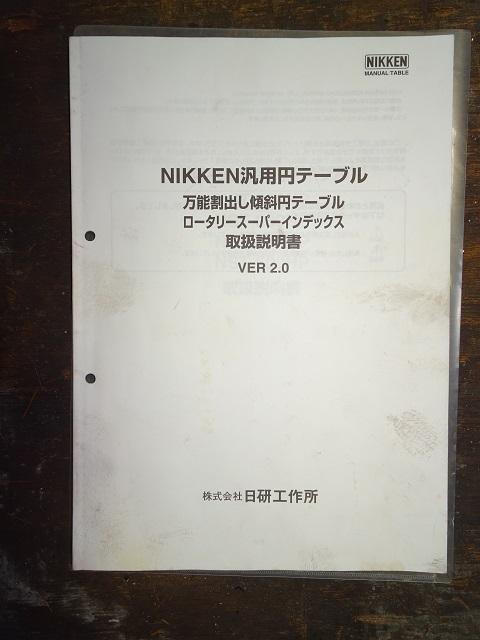 NIKKEN
MANUAL TABLE
NIKKEN汎用円テーブル
万能割出し傾斜円テーブル
ロータリースーパーインデックス
取扱説明書
VER 2.0
株式会社 日研工作所